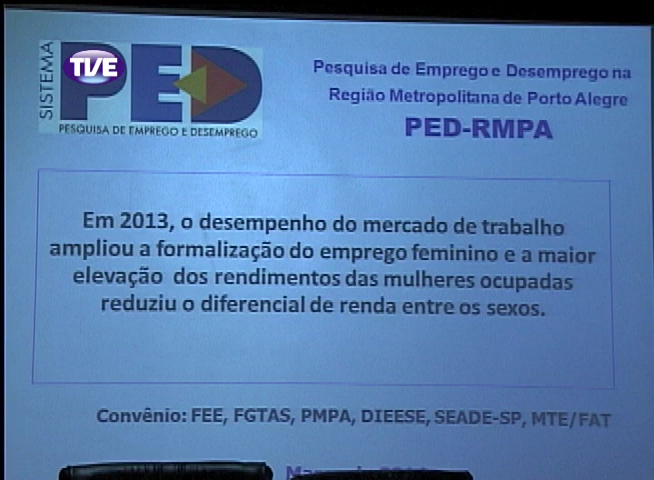 SISTEMA
PED
TVE
PESQUISA DE EMPREGO E DESEMPREGO
Pesquisa de Emprego e Desemprego na
Região Metropolitana de Porto Alegre
PED-RMPA
Em 2013, o desempenho do mercado de trabalho
ampliou a formalização do emprego feminino e a maior
elevação dos rendimentos das mulheres ocupadas
reduziu o diferencial de renda entre os sexos.
Convênio: FEE, FGTAS, PMPA, DIEESE, SEADE-SP, MTE/FAT